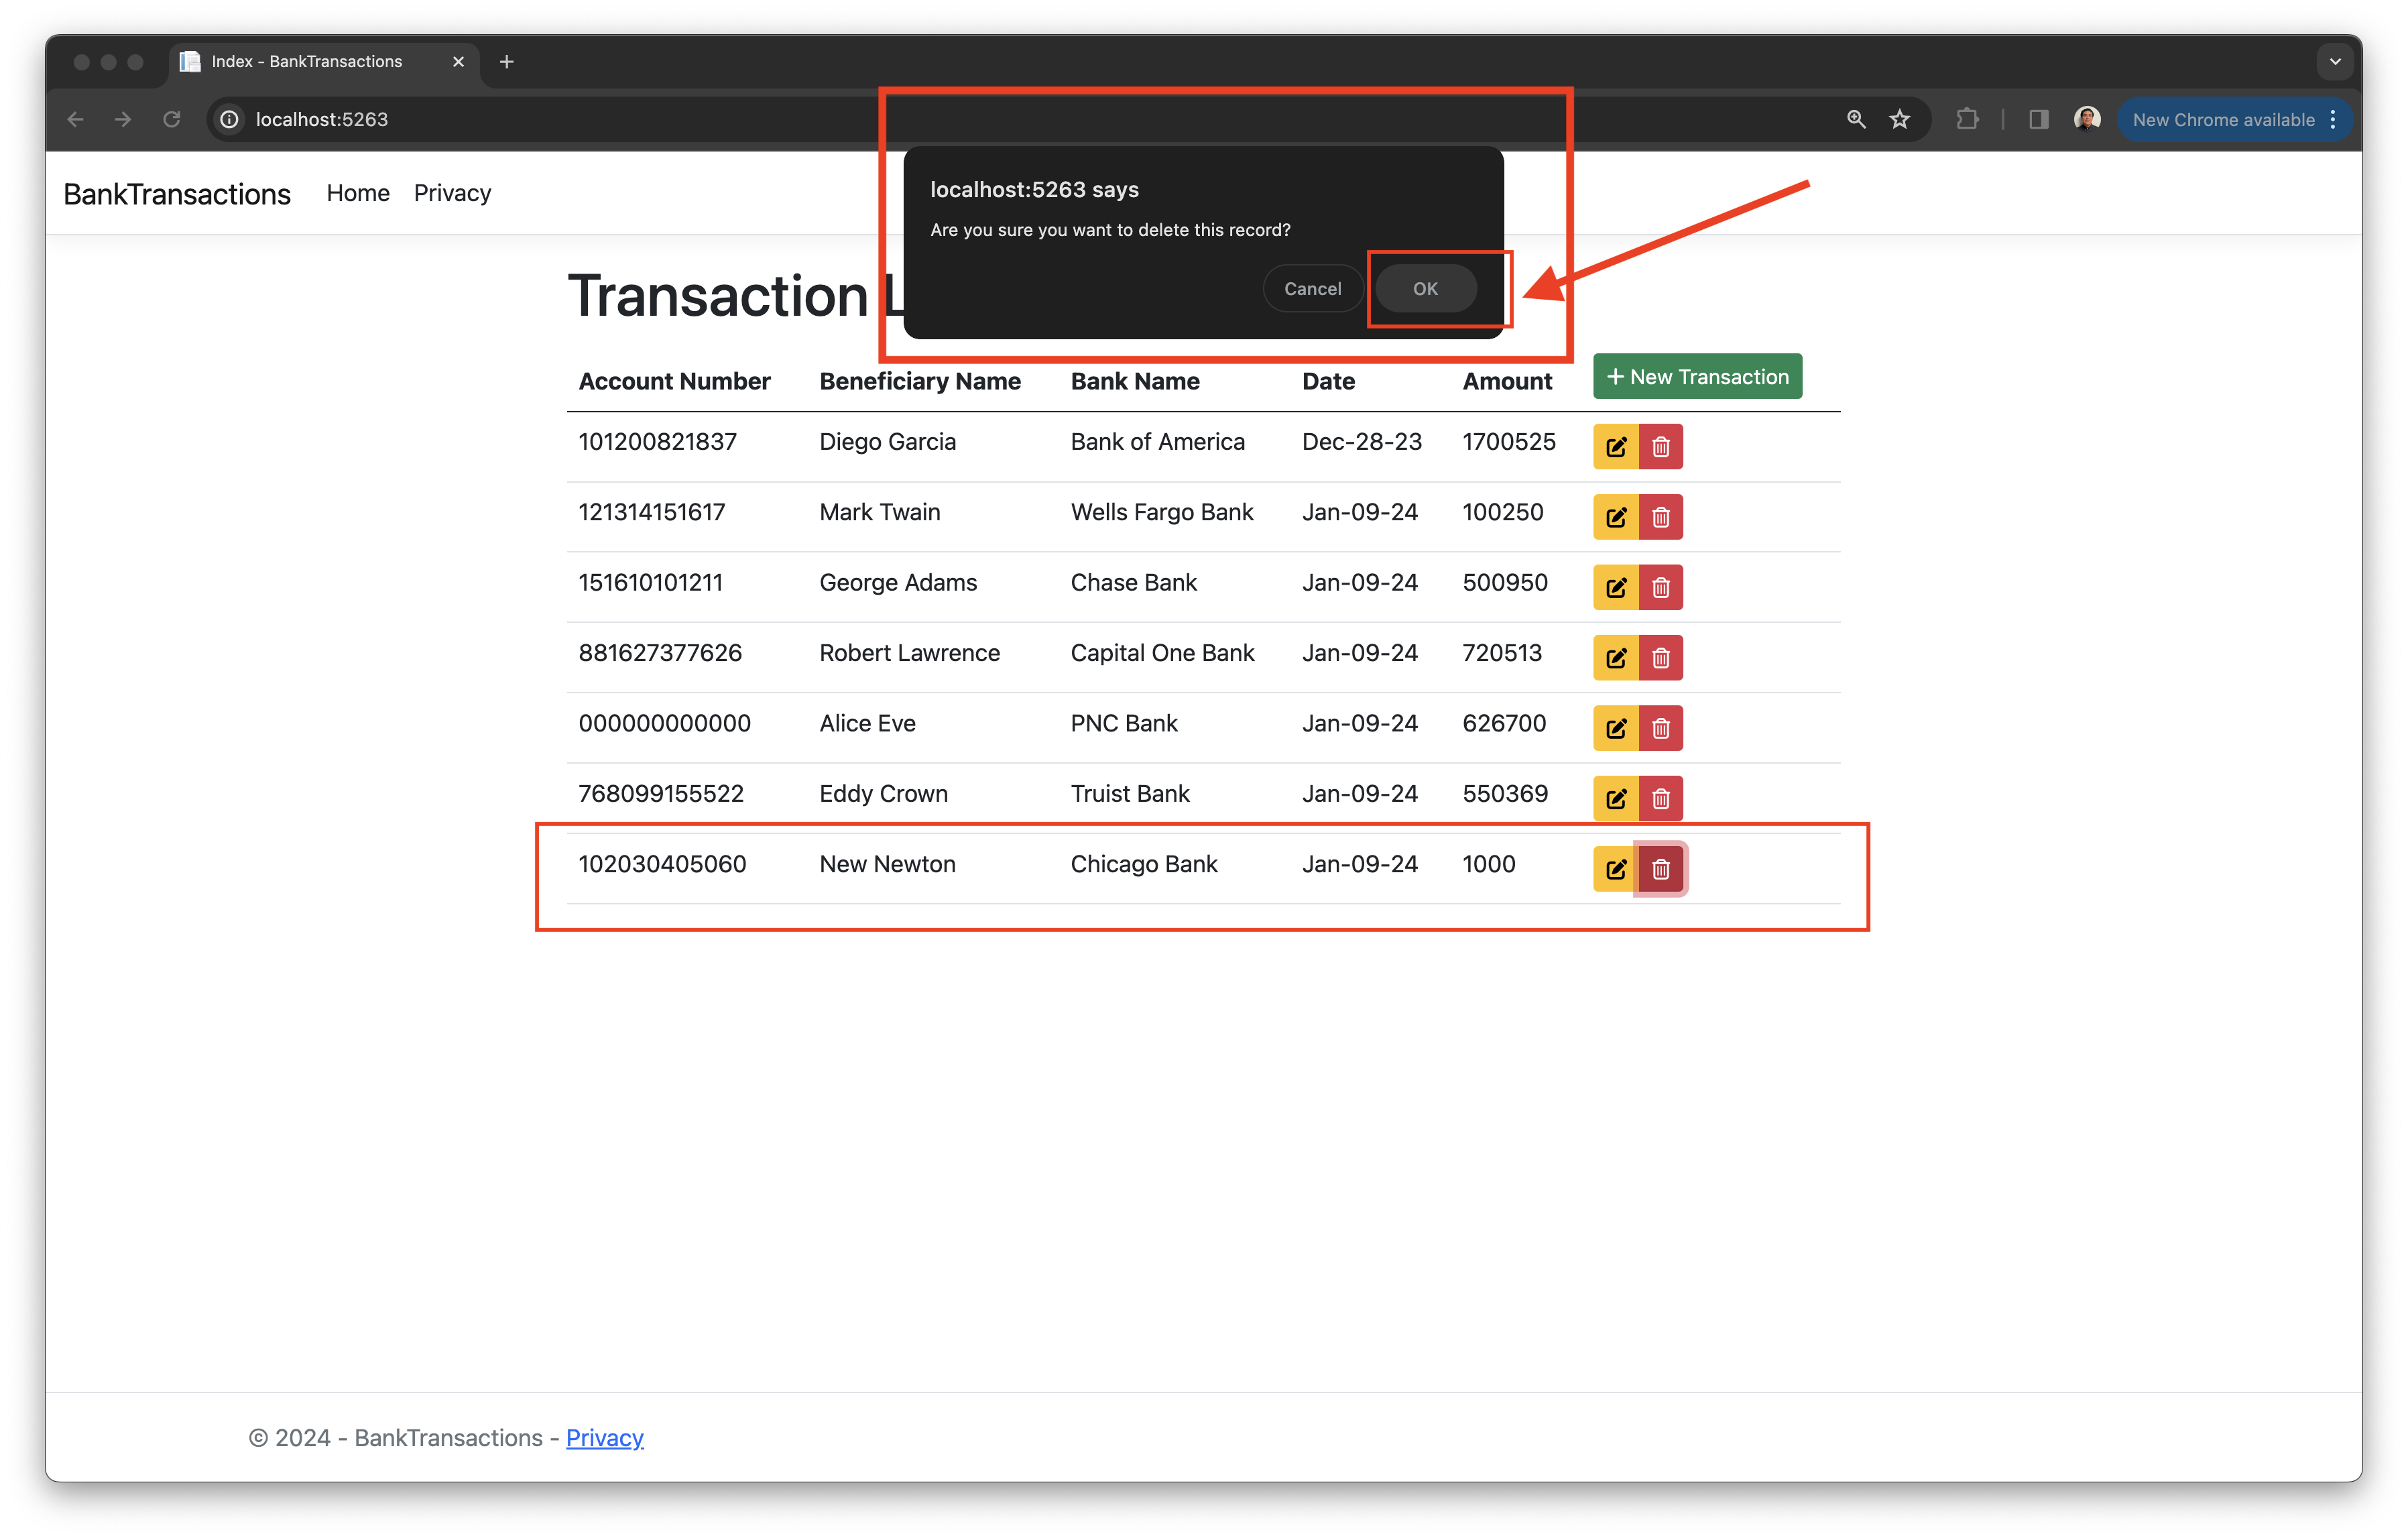 Index - BankTransactions
localhost:5263
New Chrome available
BankTransactions Home Privacy
localhost:5263 says
Are you sure you want to delete this record?
Cancel OK
Transaction L
Account Number Beneficiary Name Bank Name Date Amount + New Transaction
101200821837 Diego Garcia Bank of America Dec-28-23 1700525
121314151617 Mark Twain Wells Fargo Bank Jan-09-24 100250
151610101211 George Adams Chase Bank Jan-09-24 500950
881627377626 Robert Lawrence Capital One Bank Jan-09-24 720513
000000000000 Alice Eve PNC Bank Jan-09-24 626700
768099155522 Eddy Crown Truist Bank Jan-09-24 550369
102030405060 New Newton Chicago Bank Jan-09-24 1000
© 2024 - BankTransactions - Privacy